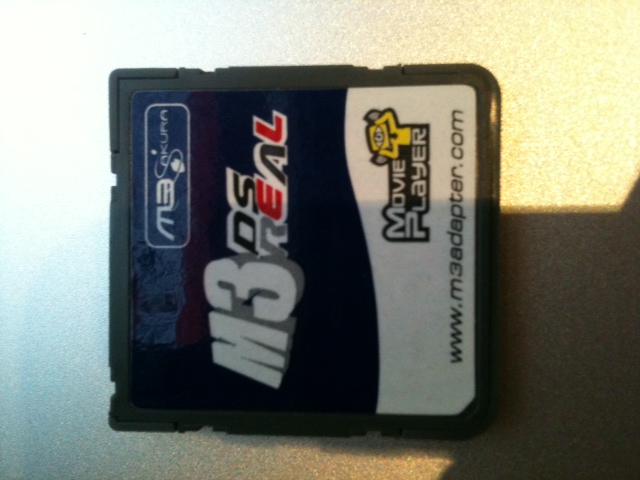 M3 SAKURA
M3 DS
REAL
MOVIE
PLAYER
www.m3adapter.com